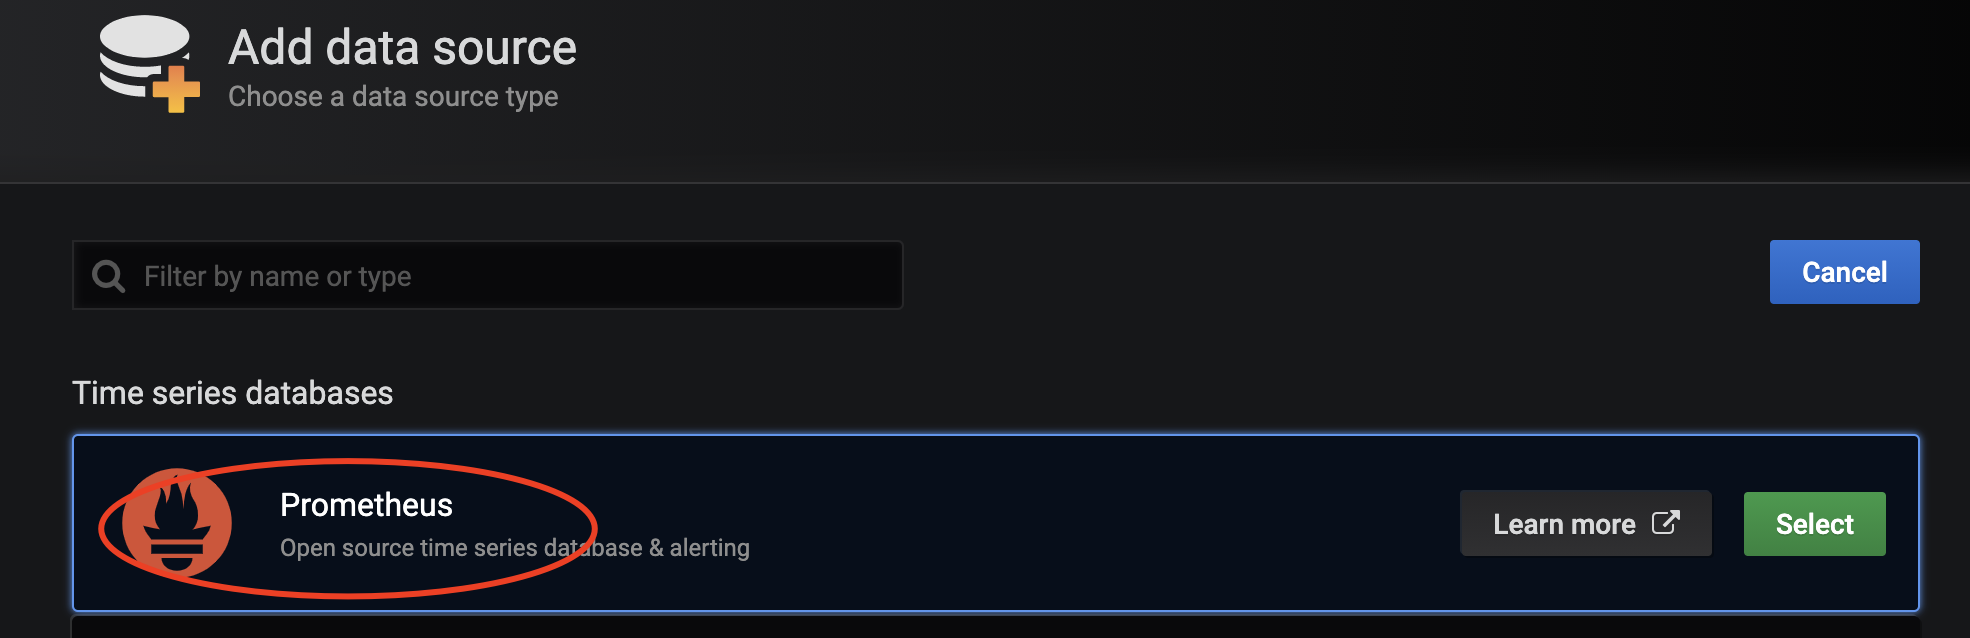 Add data source
Choose a data source type
Filter by name or type
Cancel
Time series databases
Prometheus
Open source time series database & alerting
Learn more
Select